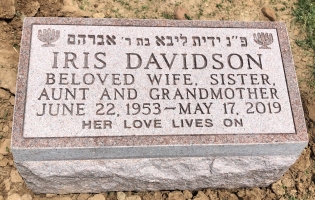 פ״נ ידית ליבא בת ר׳ אברהם
IRIS DAVIDSON
BELOVED WIFE, SISTER,
AUNT AND GRANDMOTHER
JUNE 22, 1953~MAY 17, 2019
HER LOVE LIVES ON